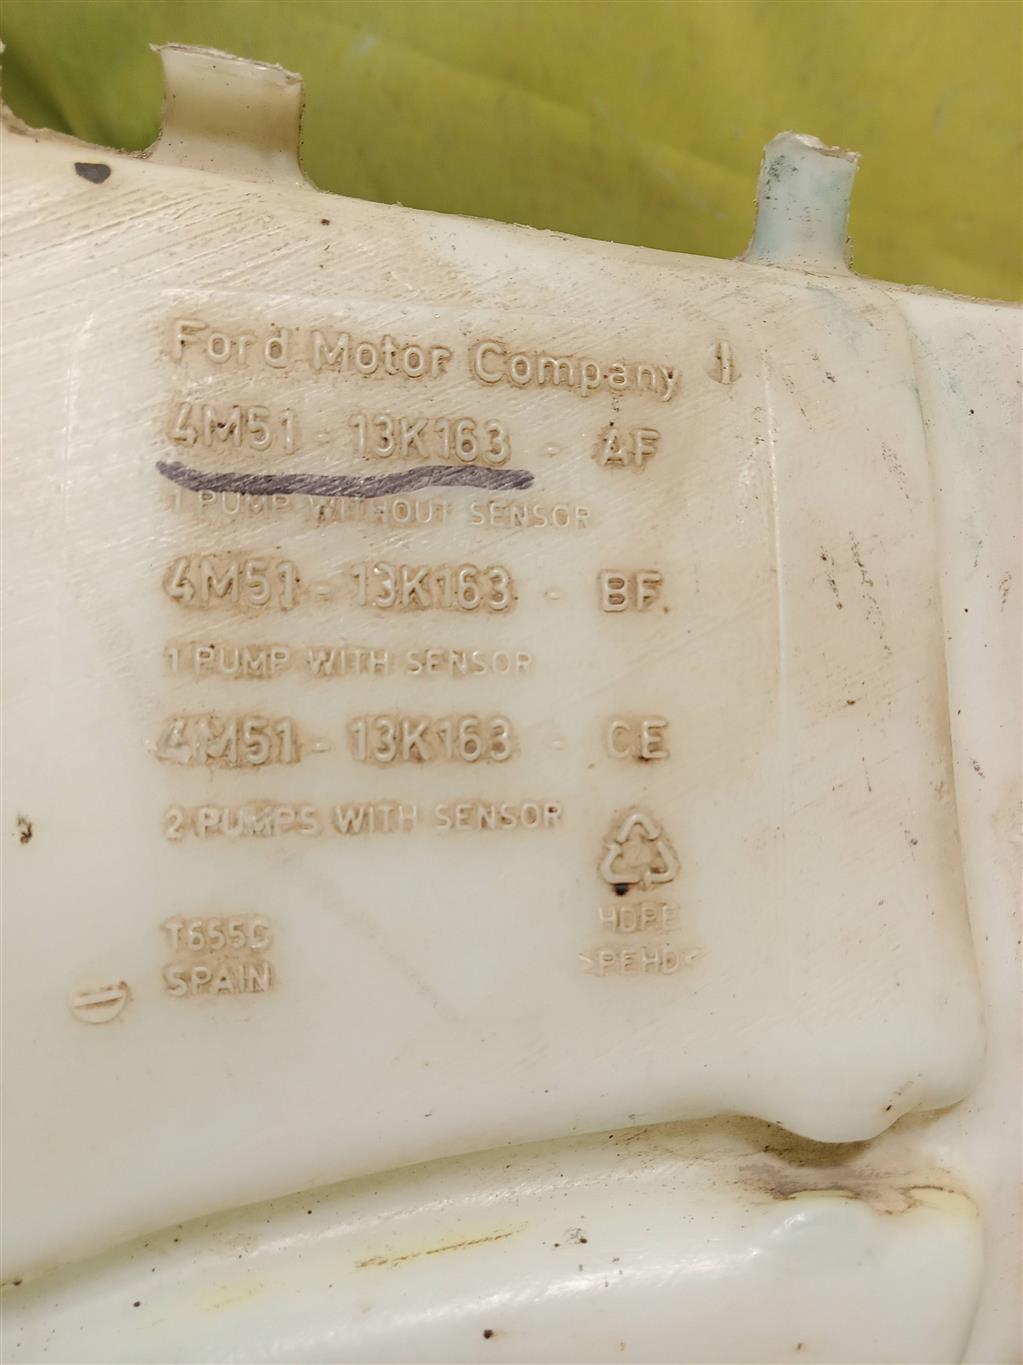 Ford Motor Company
4M51 - 13K163 - AF
1 PUMP WITHOUT SENSOR
4M51 - 13K163 - BF
1 PUMP WITH SENSOR
4M51 - 13K163 - CE
2 PUMPS WITH SENSOR
T655G
SPAIN
HDPE
>PEHD<